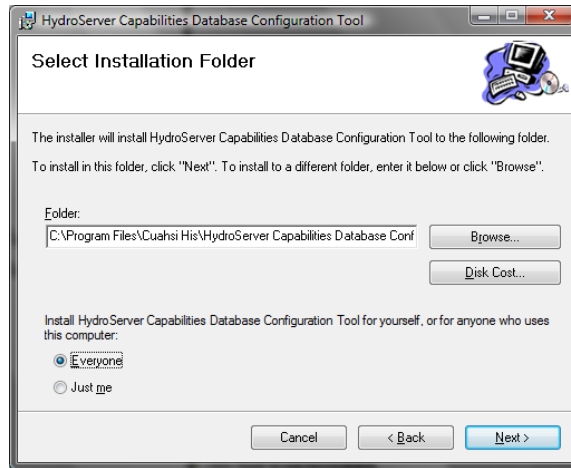 HydroServer Capabilities Database Configuration Tool
Select Installation Folder
The installer will install HydroServer Capabilities Database Configuration Tool to the following folder.
To install in this folder, click "Next". To install to a different folder, enter it below or click "Browse".
Folder:
C:\Program Files\Cuahsi His\HydroServer Capabilities Database Conf
Browse...
Disk Cost...
Install HydroServer Capabilities Database Configuration Tool for yourself, or for anyone who uses
this computer:
Everyone
Just me
Cancel
< Back
Next >